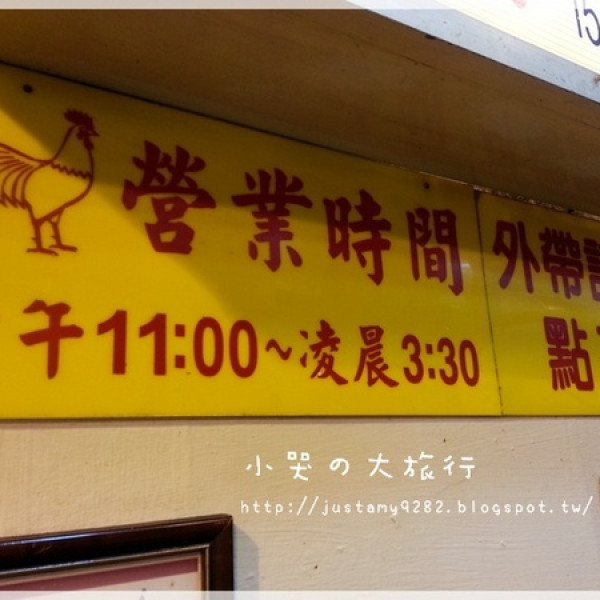 營業時間
午11:00~凌晨3:30
外帶
點
15
小哭の大旅行
http://justamy9282.blogspot.tw/